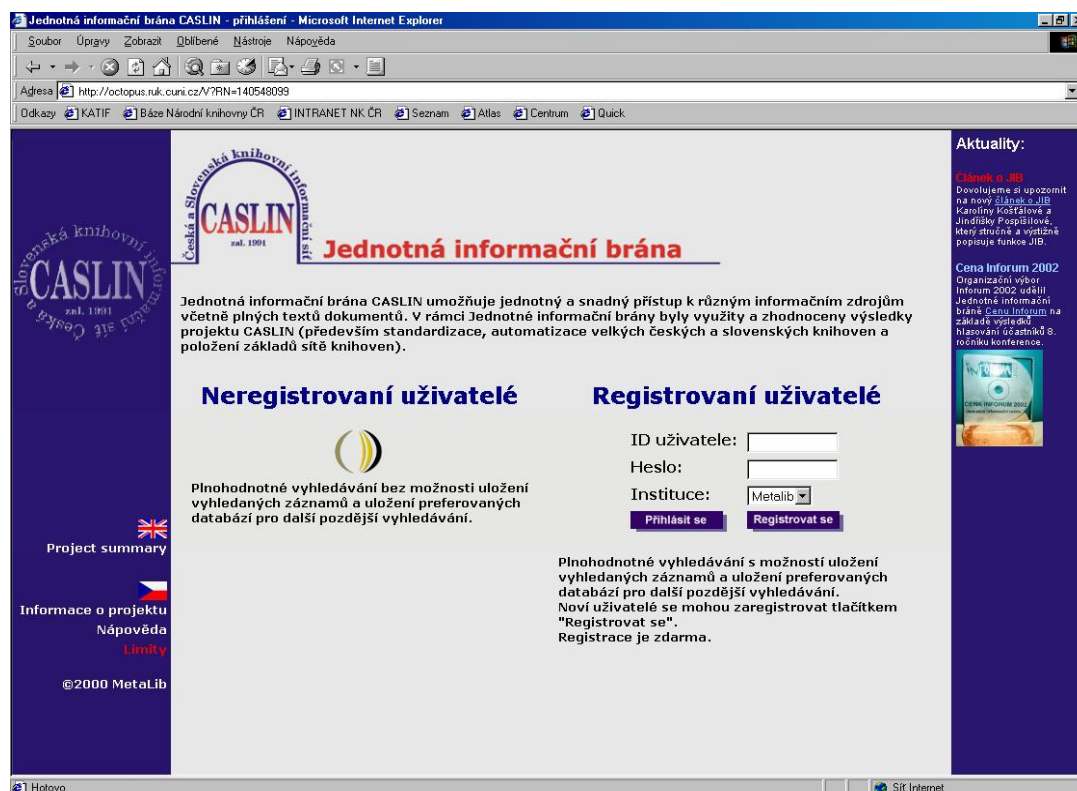 Jednotná informační brána CASLIN - přihlášení - Microsoft Internet Explorer
Soubor Úpravy Zobrazit Oblíbené Nástroje Nápověda
Adresa http://octopus.ruk.cuni.cz/V?RN=140548099
Odkazy KATIF Báze Národní knihovny ČR INTRANET NK ČR Seznam Atlas Centrum Quick
Slovenská knihovní infor
CASLIN
zal. 1991
Česká a Slovenská knihovní informační síť
CASLIN
zal. 1991
Jednotná informační brána
Jednotná informační brána CASLIN umožňuje jednotný a snadný přístup k různým informačním zdrojům
včetně plných textů dokumentů. V rámci Jednotné informační brány byly využity a zhodnoceny výsledky
projektu CASLIN (především standardizace, automatizace velkých českých a slovenských knihoven a
položení základů sítě knihoven).
Neregistrovaní uživatelé
Plnohodnotné vyhledávání bez možnosti uložení
vyhledaných záznamů a uložení preferovaných
databází pro další pozdější vyhledávání.
Registrovaní uživatelé
ID uživatele:
Heslo:
Instituce: Metalib
Přihlásit se Registrovat se
Plnohodnotné vyhledávání s možností uložení
vyhledaných záznamů a uložení preferovaných
databází pro další pozdější vyhledávání.
Noví uživatelé se mohou zaregistrovat tlačítkem
"Registrovat se".
Registrace je zdarma.
Project summary
Informace o projektu
Nápověda
Limity
©2000 MetaLib
Aktuality:
Článek o JIB
Dovolujeme si upozornit
na nový článek o JIB
Karolíny Košťálové a
Jindřišky Pospíšilové,
který stručně a výstižně
popisuje funkce JIB.
Cena Inforum 2002
Organizační výbor
Inforum 2002 udělil
Jednotné informační
bráně Cenu Inforum na
základě výsledků
hlasování účastníků 8.
ročníku konference.
INFORUM
CENA INFORUM 2002
Hotovo
Síť Internet